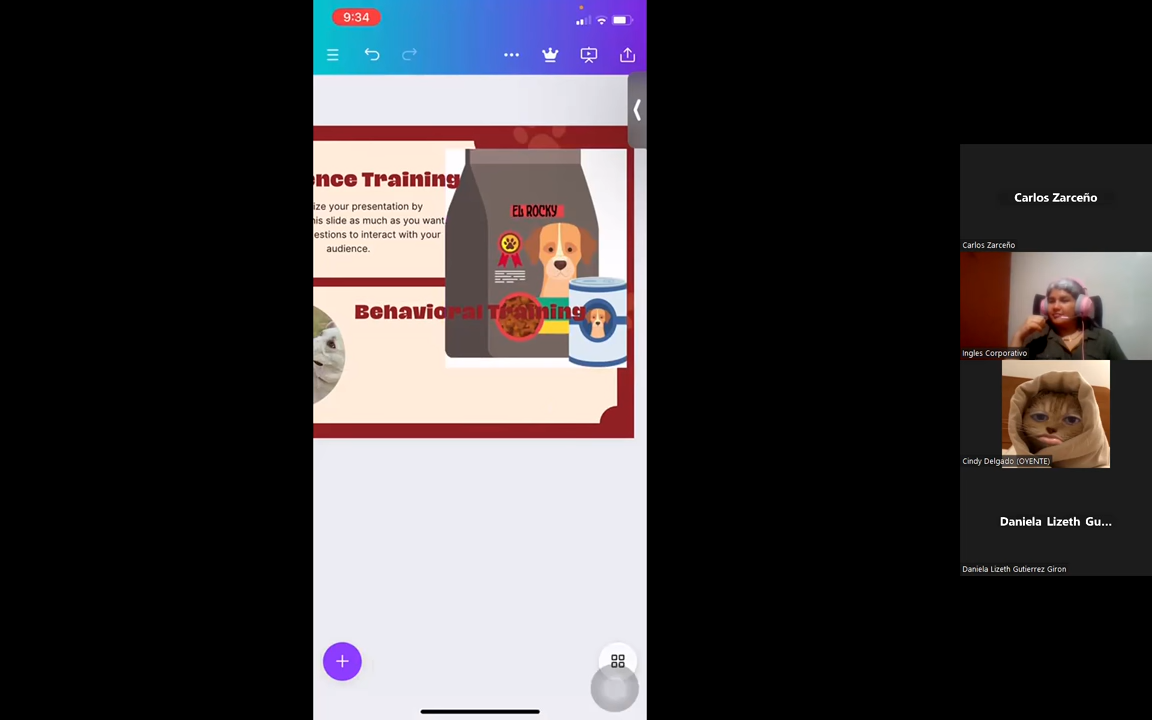 9:34
ence Training
ize your presentation by
his slide as much as you want
estions to interact with your
audience.
EL ROCKY
Behavioral Training
Carlos Zarceño
Carlos Zarceño
Ingles Corporativo
Cindy Delgado (OYENTE)
Daniela Lizeth Gu...
Daniela Lizeth Gutierrez Giron